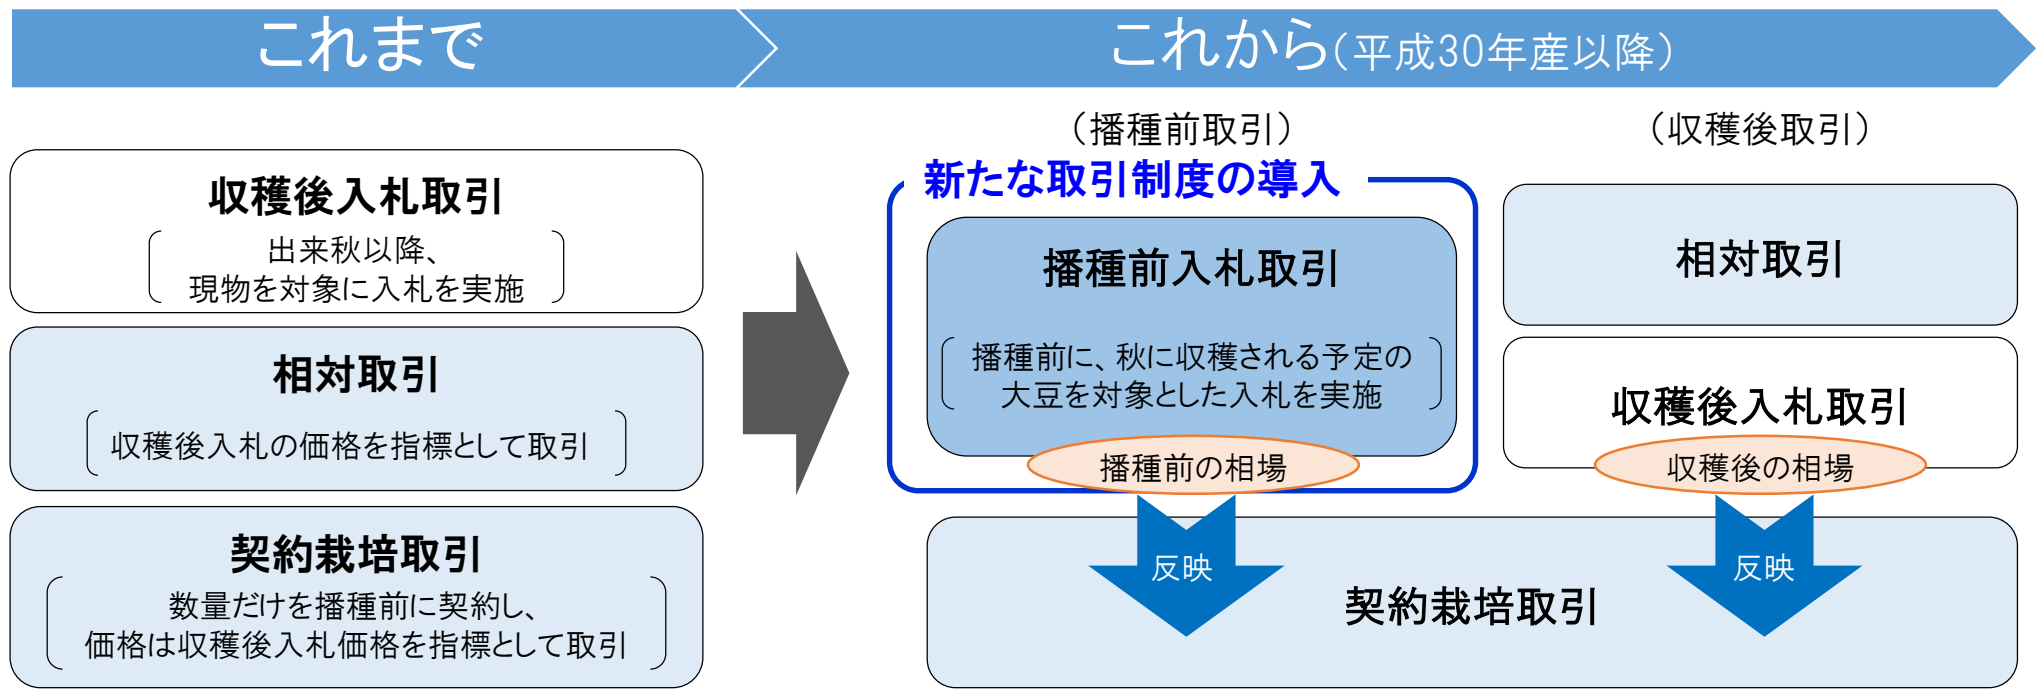 これまで
これから（平成30年産以降）
収穫後入札取引
出来秋以降、
現物を対象に入札を実施
相対取引
収穫後入札の価格を指標として取引
契約栽培取引
数量だけを播種前に契約し、
価格は収穫後入札価格を指標として取引
（播種前取引）
新たな取引制度の導入
播種前入札取引
播種前に、秋に収穫される予定の
大豆を対象とした入札を実施
播種前の相場
反映
（収穫後取引）
相対取引
収穫後入札取引
収穫後の相場
反映
契約栽培取引